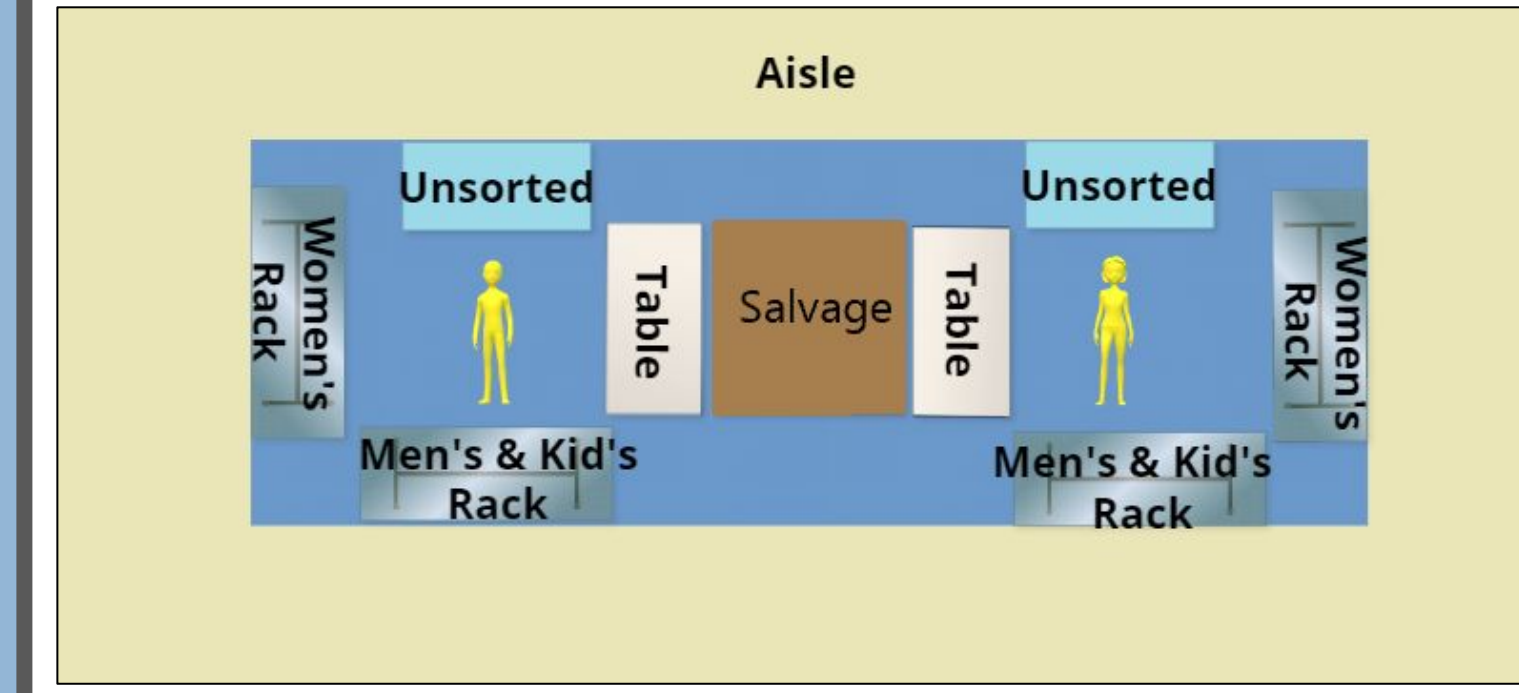 Aisle
Unsorted
Unsorted
Women's
Rack
Table
Salvage
Table
Women's
Rack
Men's & Kid's
Rack
Men's & Kid's
Rack